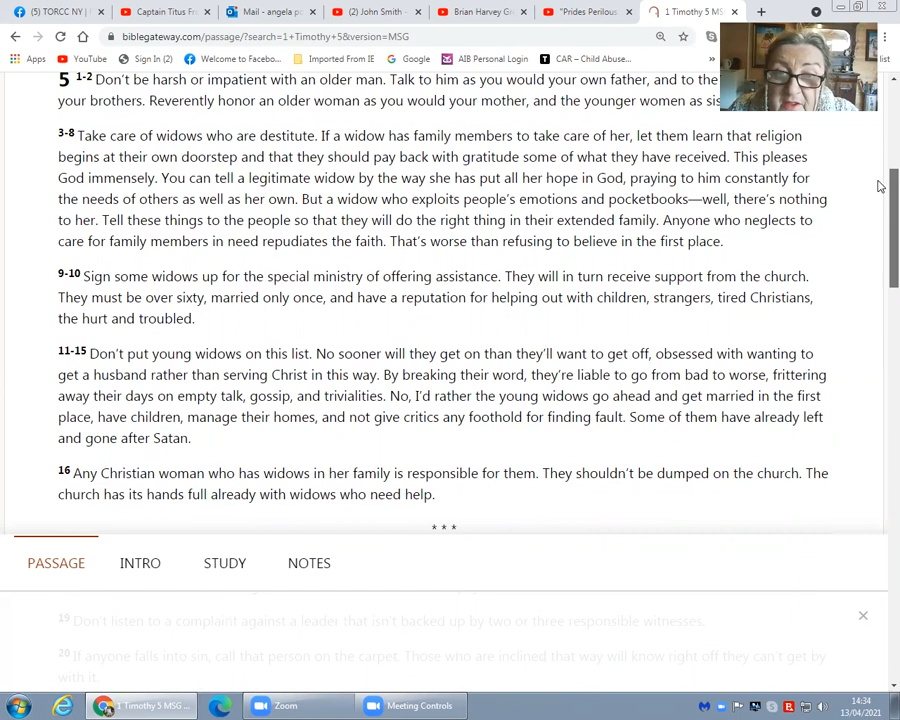 (5) TORCC NY |
Captain Titus Fr
Mail - angela p
(2) John Smith -
Brian Harvey Gr
"Prides Perilous
1 Timothy 5 MS
biblegateway.com/passage/?search=1+Timothy+5&version=MSG
Apps
YouTube
Sign In (2)
Welcome to Facebo...
Imported From IE
Google
AIB Personal Login
CAR – Child Abuse...
»
list
5 1-2 Don't be harsh or impatient with an older man. Talk to him as you would your own father, and to the
your brothers. Reverently honor an older woman as you would your mother, and the younger women as sis
3-8 Take care of widows who are destitute. If a widow has family members to take care of her, let them learn that religion
begins at their own doorstep and that they should pay back with gratitude some of what they have received. This pleases
God immensely. You can tell a legitimate widow by the way she has put all her hope in God, praying to him constantly for
the needs of others as well as her own. But a widow who exploits people's emotions and pocketbooks—well, there's nothing
to her. Tell these things to the people so that they will do the right thing in their extended family. Anyone who neglects to
care for family members in need repudiates the faith. That's worse than refusing to believe in the first place.
9-10 Sign some widows up for the special ministry of offering assistance. They will in turn receive support from the church.
They must be over sixty, married only once, and have a reputation for helping out with children, strangers, tired Christians,
the hurt and troubled.
11-15 Don't put young widows on this list. No sooner will they get on than they'll want to get off, obsessed with wanting to
get a husband rather than serving Christ in this way. By breaking their word, they're liable to go from bad to worse, frittering
away their days on empty talk, gossip, and trivialities. No, I'd rather the young widows go ahead and get married in the first
place, have children, manage their homes, and not give critics any foothold for finding fault. Some of them have already left
and gone after Satan.
16 Any Christian woman who has widows in her family is responsible for them. They shouldn't be dumped on the church. The
church has its hands full already with widows who need help.
* * *
PASSAGE
INTRO
STUDY
NOTES
19 Don't listen to a complaint against a leader that isn't backed up by two or three responsible witnesses.
20 If anyone falls into sin, call that person on the carpet. Those who are inclined that way will know right off they can't get by
with it.
1 Timothy 5 MSG ...
Zoom
Meeting Controls
14:34
13/04/2021